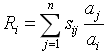 R_i = \sum_{j=1}^{n} s_{ij} \frac{a_j}{a_i}